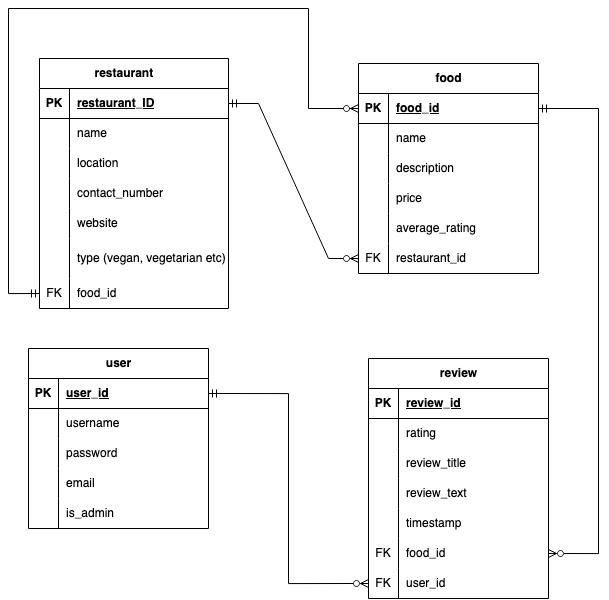 restaurant
PK restaurant_ID
name
location
contact_number
website
type (vegan, vegetarian etc)
FK food_id
food
PK food_id
name
description
price
average_rating
FK restaurant_id
user
PK user_id
username
password
email
is_admin
review
PK review_id
rating
review_title
review_text
timestamp
FK food_id
FK user_id